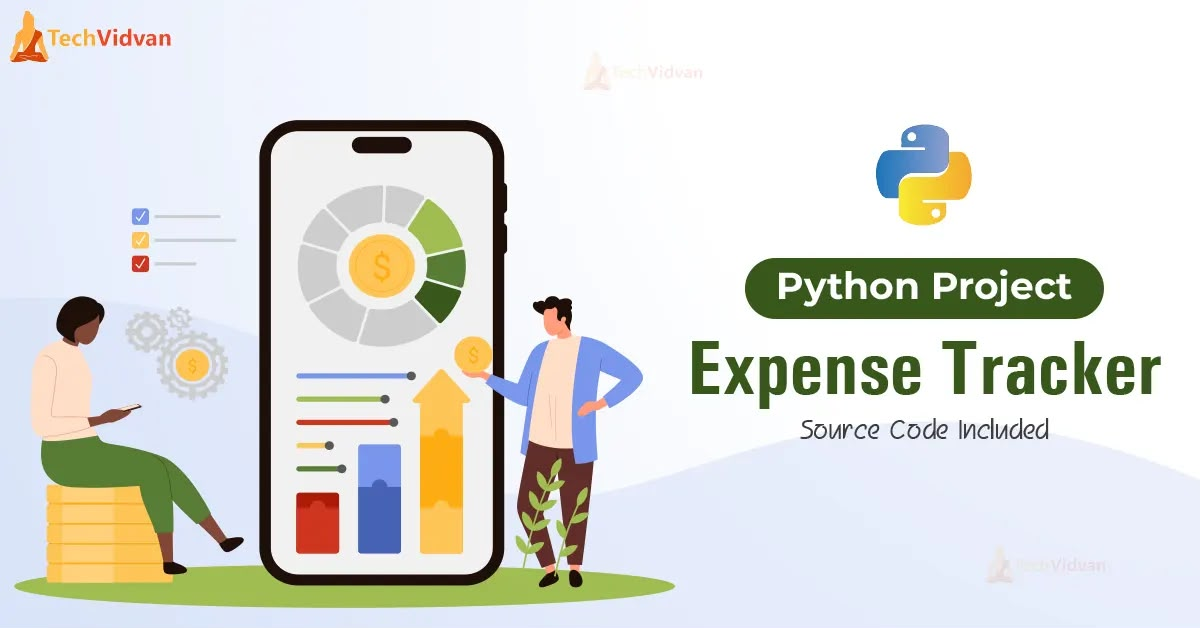 TechVidvan
TechVidvan
Python Project
Expense Tracker
Source Code Included
$
$
$
TechVidvan